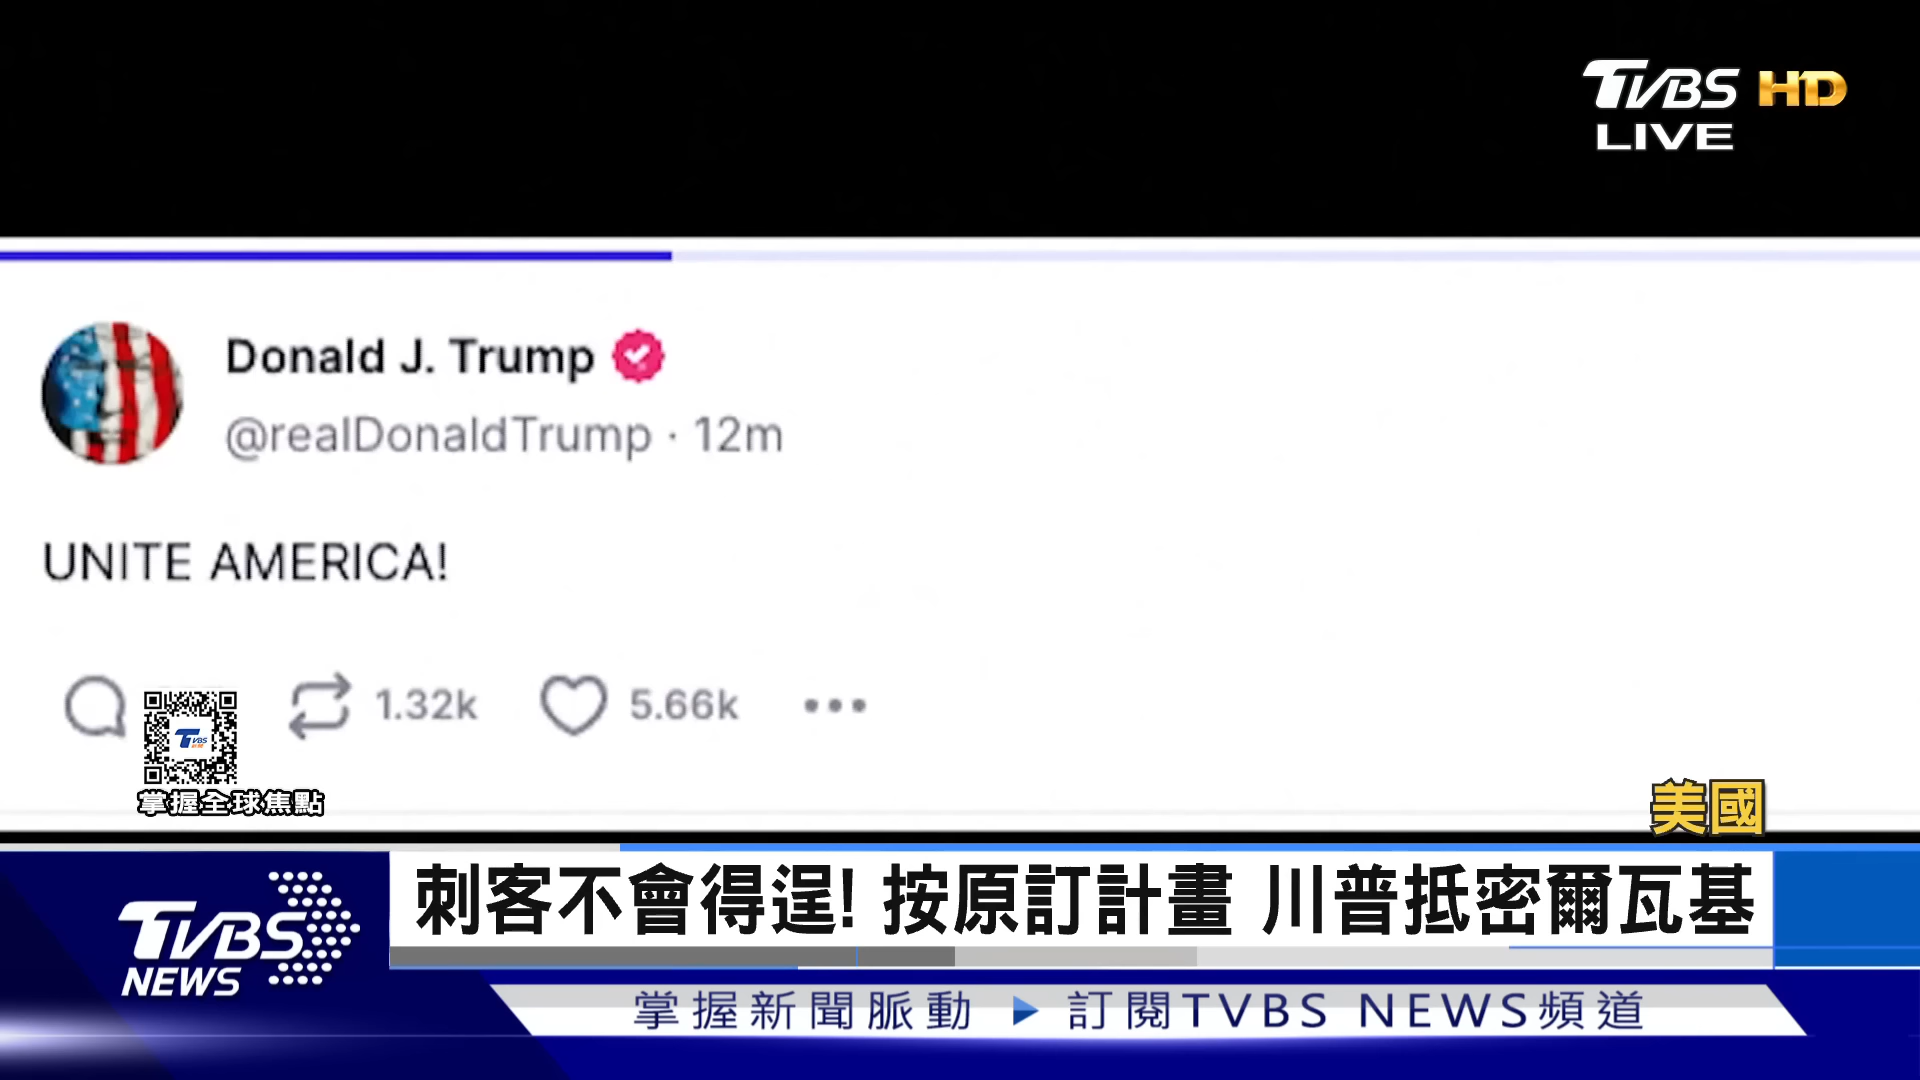 TVBS HD
LIVE
Donald J. Trump
@realDonaldTrump · 12m
UNITE AMERICA!
1.32k 5.66k
TVBS
掌握全球焦點
美國
刺客不會得逞! 按原訂計畫 川普抵密爾瓦基
TVBS
NEWS
掌握新聞脈動 ▶ 訂閱TVBS NEWS頻道